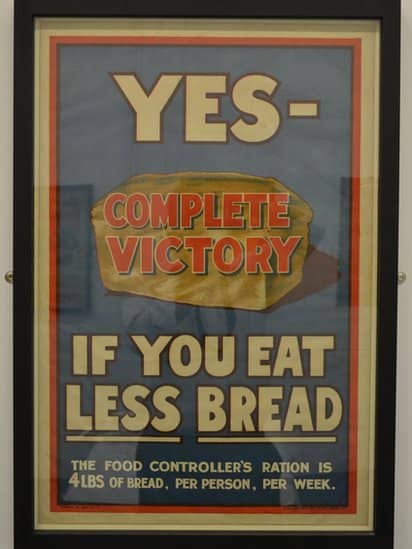 YES-
COMPLETE
VICTORY
IF YOU EAT
LESS BREAD
THE FOOD CONTROLLER'S RATION IS
4LBS OF BREAD, PER PERSON, PER WEEK.